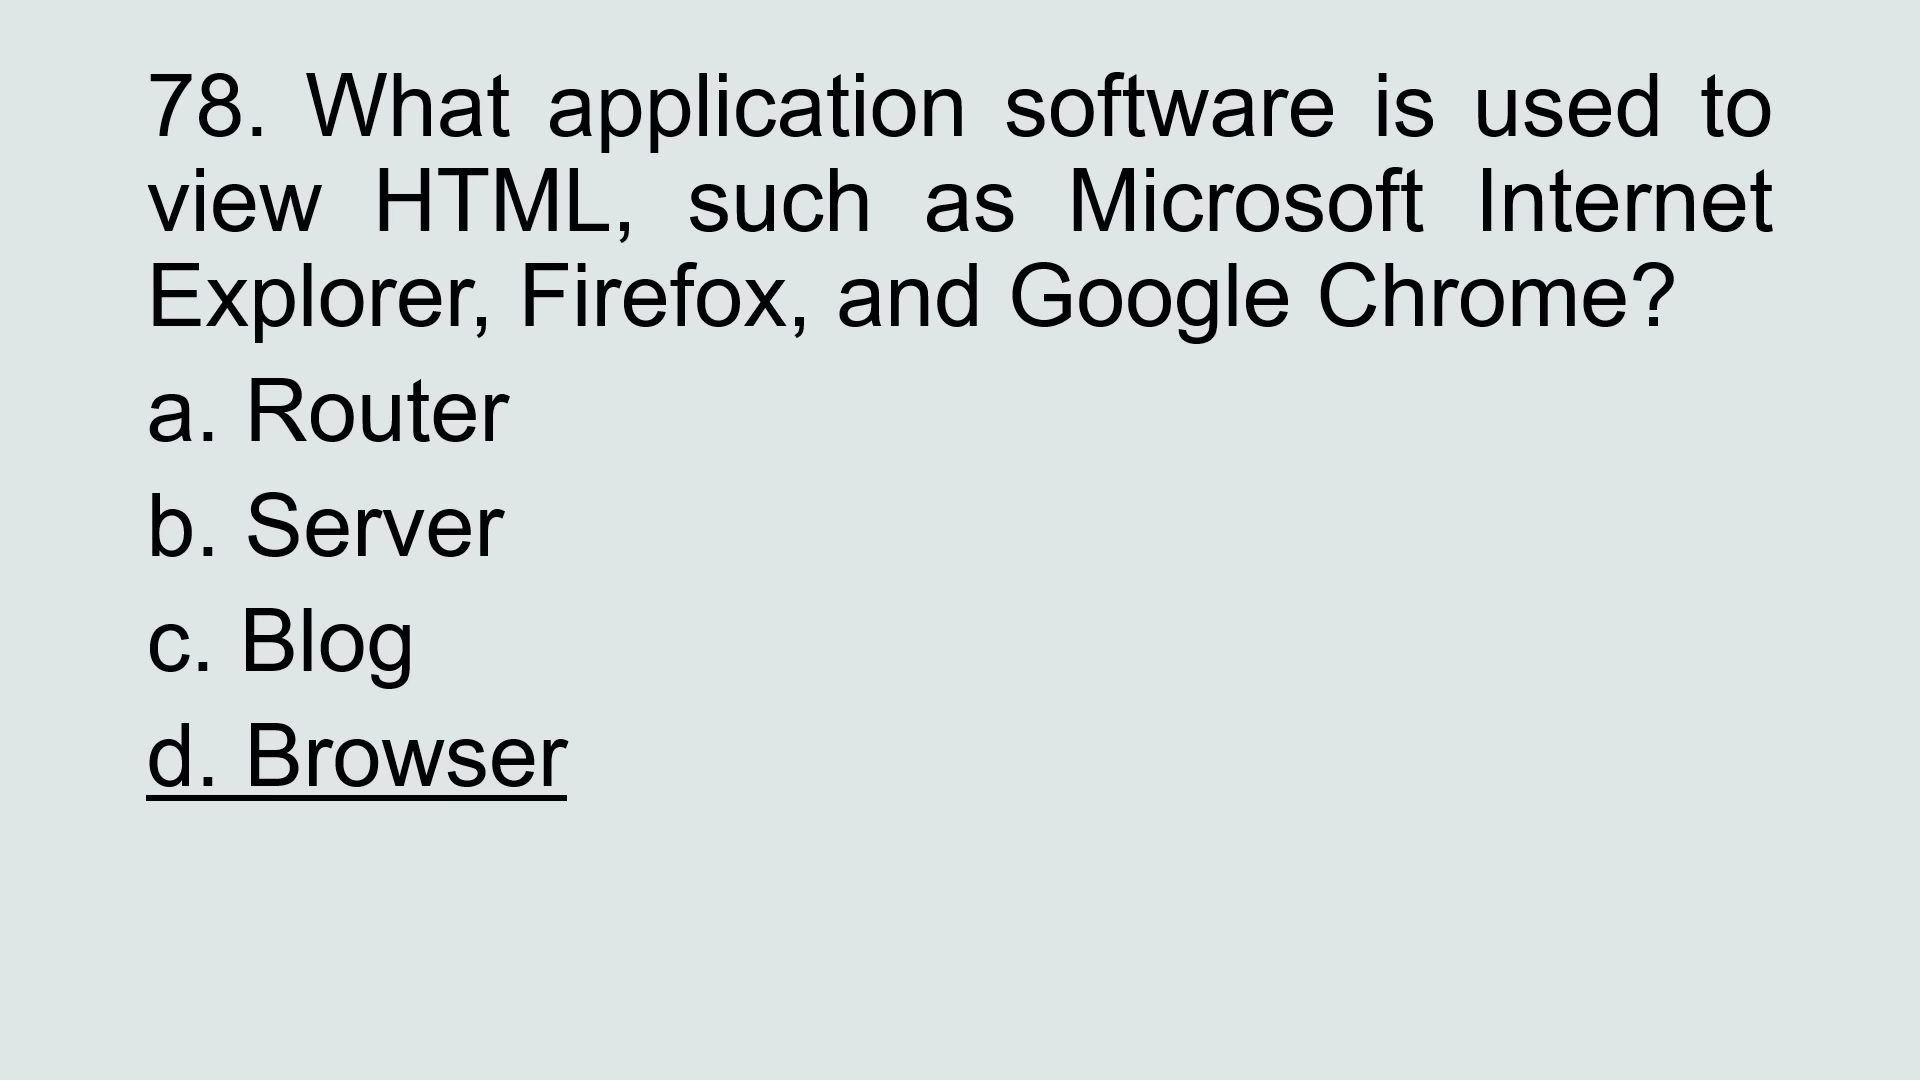 78. What application software is used to
view HTML, such as Microsoft Internet
Explorer, Firefox, and Google Chrome?
a. Router
b. Server
c. Blog
d. Browser